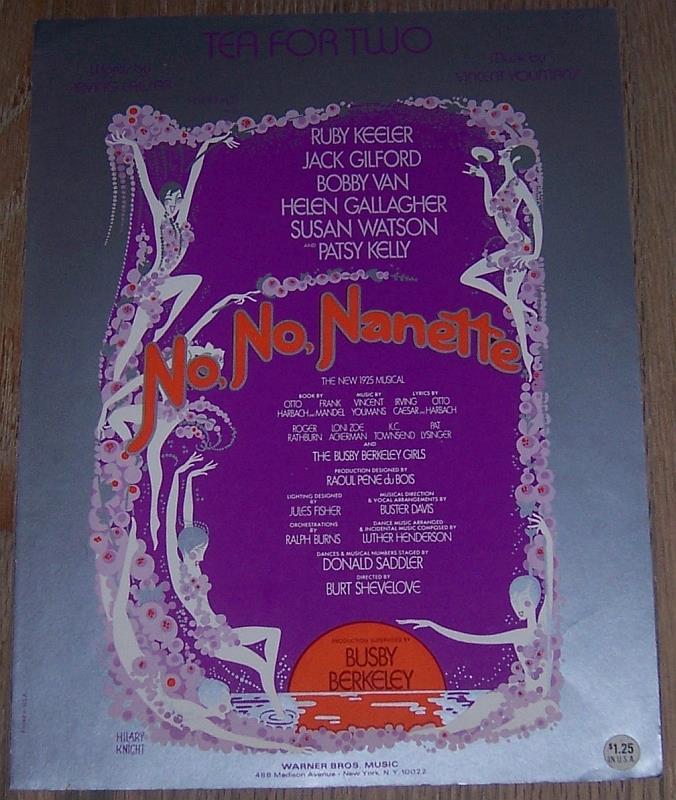 TEA FOR TWO
Words by
IRVING CAESAR
Music by
VINCENT YOUMANS
RUBY KEELER
JACK GILFORD
BOBBY VAN
HELEN GALLAGHER
SUSAN WATSON
AND PATSY KELLY
No, No, Nanette
THE NEW 1925 MUSICAL
BOOK BY MUSIC BY LYRICS BY
OTTO FRANK VINCENT IRVING OTTO
HARBACH and MANDEL YOUMANS CAESAR and HARBACH
ROGER LONI ZOE K.C. PAT
RATHBURN ACKERMAN TOWNSEND LYSINGER
AND
THE BUSBY BERKELEY GIRLS
PRODUCTION DESIGNED BY
RAOUL PENE du BOIS
LIGHTING DESIGNED
BY
JULES FISHER
MUSICAL DIRECTION
& VOCAL ARRANGEMENTS BY
BUSTER DAVIS
ORCHESTRATIONS
BY
RALPH BURNS
DANCE MUSIC ARRANGED
& INCIDENTAL MUSIC COMPOSED BY
LUTHER HENDERSON
DANCES & MUSICAL NUMBERS STAGED BY
DONALD SADDLER
DIRECTED BY
BURT SHEVELOVE
PRODUCTION SUPERVISED BY
BUSBY
BERKELEY
HILARY
KNIGHT
WARNER BROS. MUSIC
488 Madison Avenue • New York, N.Y. 10022
$1.25
IN U.S.A.